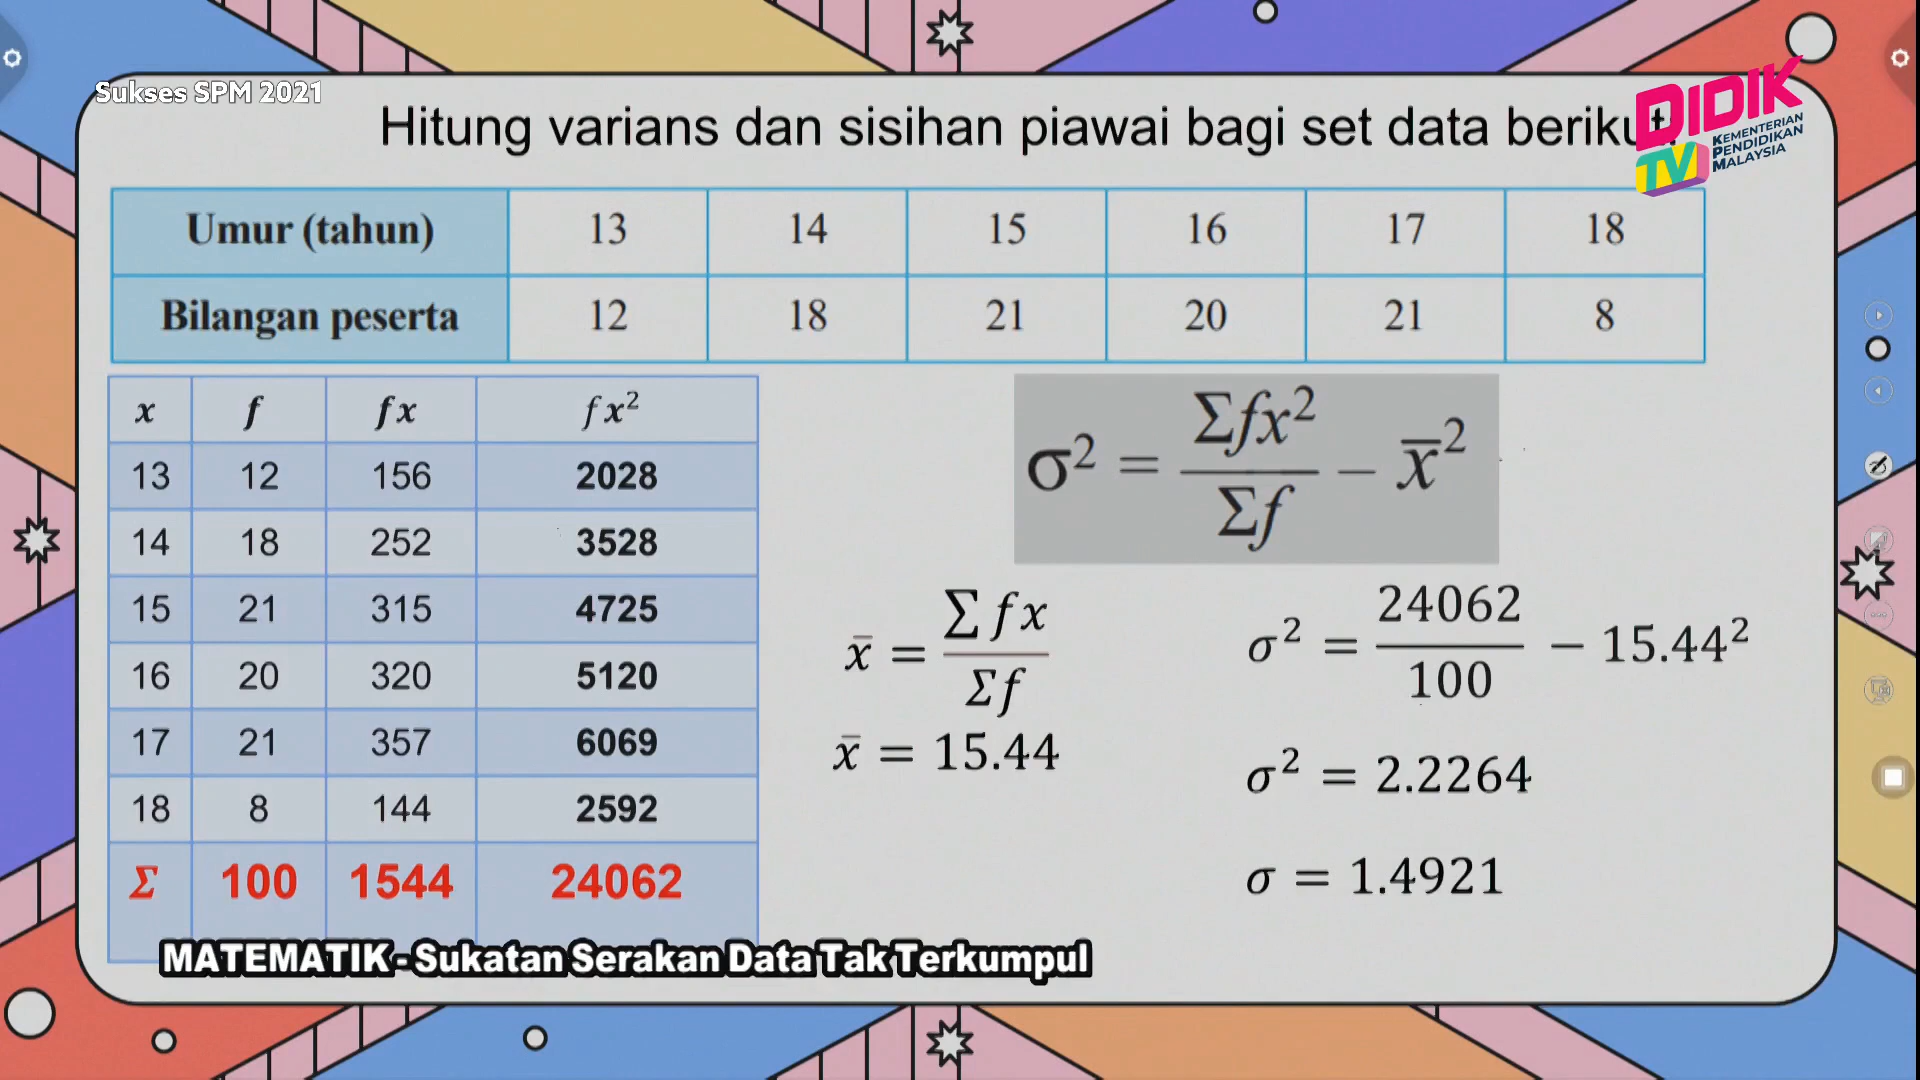 Sukses SPM 2021
DIDIK
TV
KEMENTERIAN
PENDIDIKAN
MALAYSIA
Hitung varians dan sisihan piawai bagi set data berikut:
Umur (tahun) 13 14 15 16 17 18
Bilangan peserta 12 18 21 20 21 8
x f fx fx²
13 12 156 2028
14 18 252 3528
15 21 315 4725
16 20 320 5120
17 21 357 6069
18 8 144 2592
Σ 100 1544 24062
σ² = Σfx² / Σf − x̄²
x̄ = Σfx / Σf
x̄ = 15.44
σ² = 24062 / 100 − 15.44²
σ² = 2.2264
σ = 1.4921
MATEMATIK - Sukatan Serakan Data Tak Terkumpul